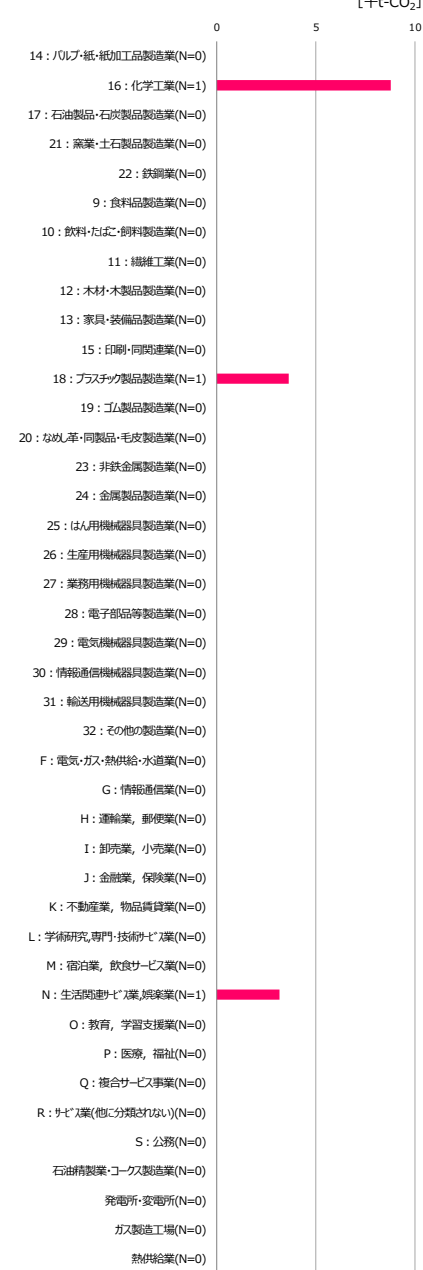 [千t-CO₂]
0 5 10
14：パルプ・紙・紙加工品製造業(N=0)
16：化学工業(N=1)
17：石油製品・石炭製品製造業(N=0)
21：窯業・土石製品製造業(N=0)
22：鉄鋼業(N=0)
9：食料品製造業(N=0)
10：飲料・たばこ・飼料製造業(N=0)
11：繊維工業(N=0)
12：木材・木製品製造業(N=0)
13：家具・装備品製造業(N=0)
15：印刷・同関連業(N=0)
18：プラスチック製品製造業(N=1)
19：ゴム製品製造業(N=0)
20：なめし革・同製品・毛皮製造業(N=0)
23：非鉄金属製造業(N=0)
24：金属製品製造業(N=0)
25：はん用機械器具製造業(N=0)
26：生産用機械器具製造業(N=0)
27：業務用機械器具製造業(N=0)
28：電子部品等製造業(N=0)
29：電気機械器具製造業(N=0)
30：情報通信機械器具製造業(N=0)
31：輸送用機械器具製造業(N=0)
32：その他の製造業(N=0)
F：電気・ガス・熱供給・水道業(N=0)
G：情報通信業(N=0)
H：運輸業，郵便業(N=0)
I：卸売業，小売業(N=0)
J：金融業，保険業(N=0)
K：不動産業，物品賃貸業(N=0)
L：学術研究,専門・技術ｻｰﾋﾞｽ業(N=0)
M：宿泊業，飲食サービス業(N=0)
N：生活関連ｻｰﾋﾞｽ業,娯楽業(N=1)
O：教育，学習支援業(N=0)
P：医療，福祉(N=0)
Q：複合サービス事業(N=0)
R：ｻｰﾋﾞｽ業(他に分類されない)(N=0)
S：公務(N=0)
石油精製業・コークス製造業(N=0)
発電所・変電所(N=0)
ガス製造工場(N=0)
熱供給業(N=0)